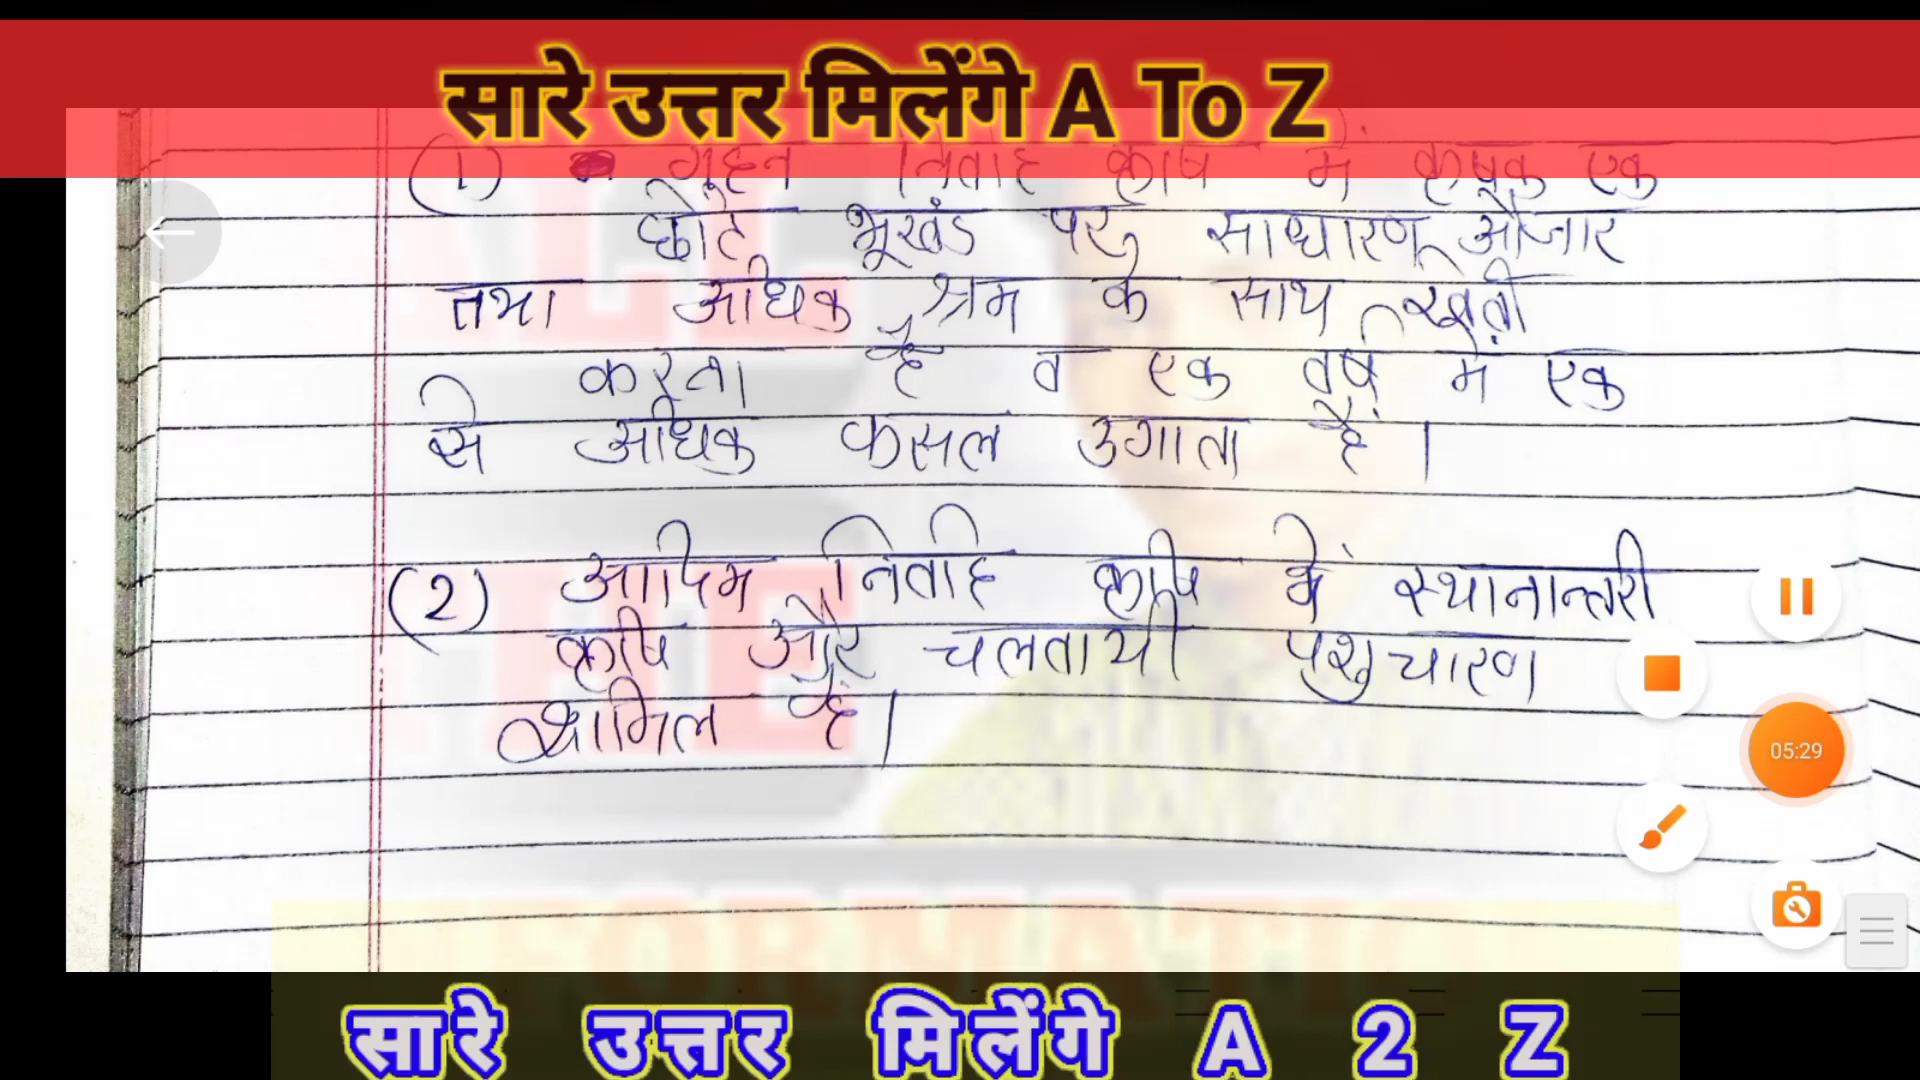 सारे उत्तर मिलेंगे A To Z
(1) गहन निर्वाह कृषि में कृषक एक
छोटे भूखंड पर साधारण औजार
तथा अधिक श्रम के साथ खेती
करता है व एक वर्ष में एक
से अधिक फसल उगाता है।
(2) आदिम निर्वाह कृषि में स्थानान्तरी
कृषि और चलवायी पशुचारण
शामिल है।
05:29
सारे उत्तर मिलेंगे A 2 Z